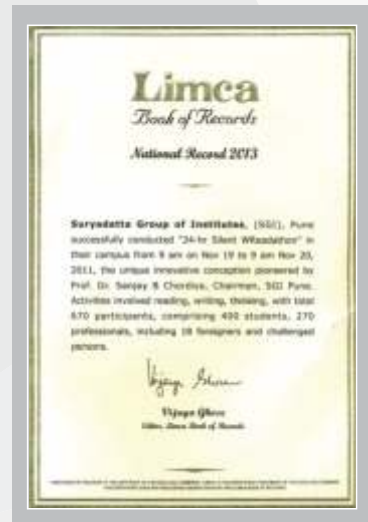 Limca
Book of Records
National Record 2013
Suryadatta Group of Institutes, [SGI], Pune
successfully conducted "24-hr Silent WReadathon" in
their campus from 9 am on Nov 19 to 9 am Nov 20,
2011, the unique innovative conception pioneered by
Prof. Dr. Sanjay B Chordiya, Chairman, SGI Pune.
Activities involved reading, writing, thinking, with total
670 participants, comprising 400 students, 270
professionals, including 18 foreigners and challenged
persons.
Vijaya Ghose
Editor, Limca Book of Records